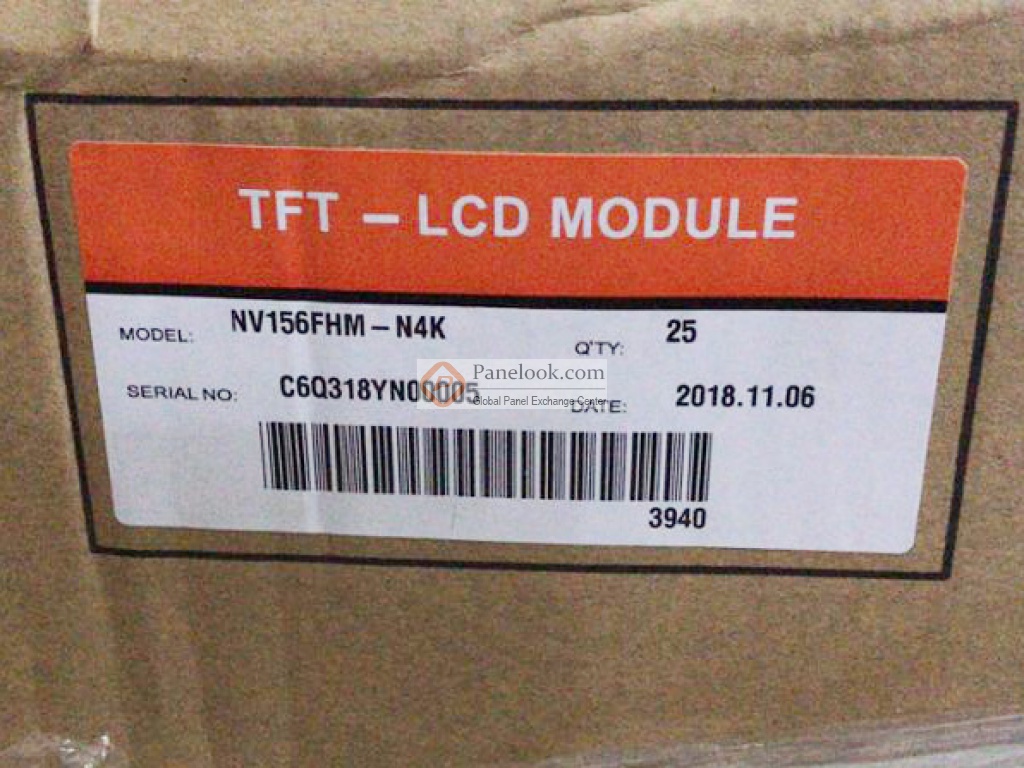 TFT – LCD MODULE
MODEL: NV156FHM – N4K Q'TY: 25
Panelook.com
SERIAL NO: C6Q318YN00005 DATE: 2018.11.06
Global Panel Exchange Center
3940